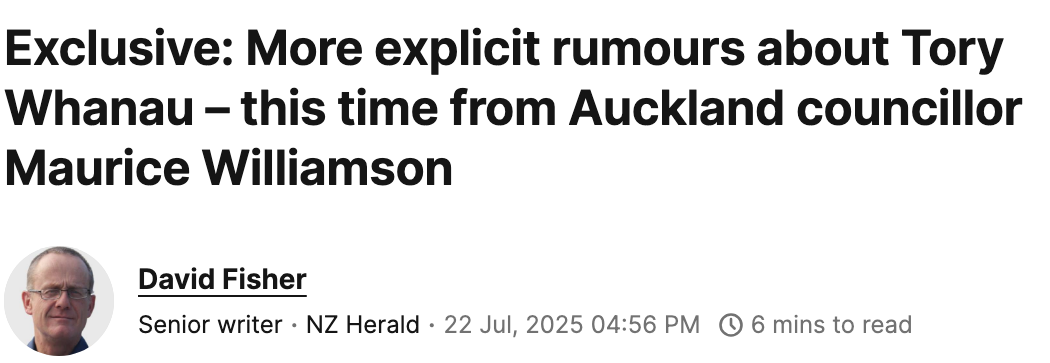 Exclusive: More explicit rumours about Tory
Whanau – this time from Auckland councillor
Maurice Williamson
David Fisher
Senior writer · NZ Herald · 22 Jul, 2025 04:56 PM 6 mins to read